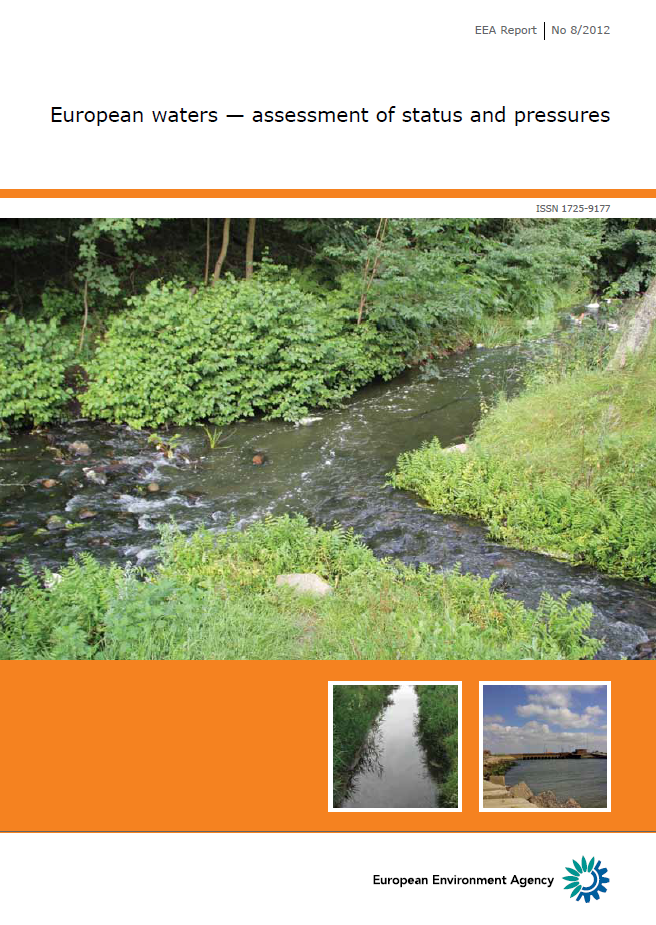 EEA Report | No 8/2012
European waters — assessment of status and pressures
ISSN 1725-9177
European Environment Agency